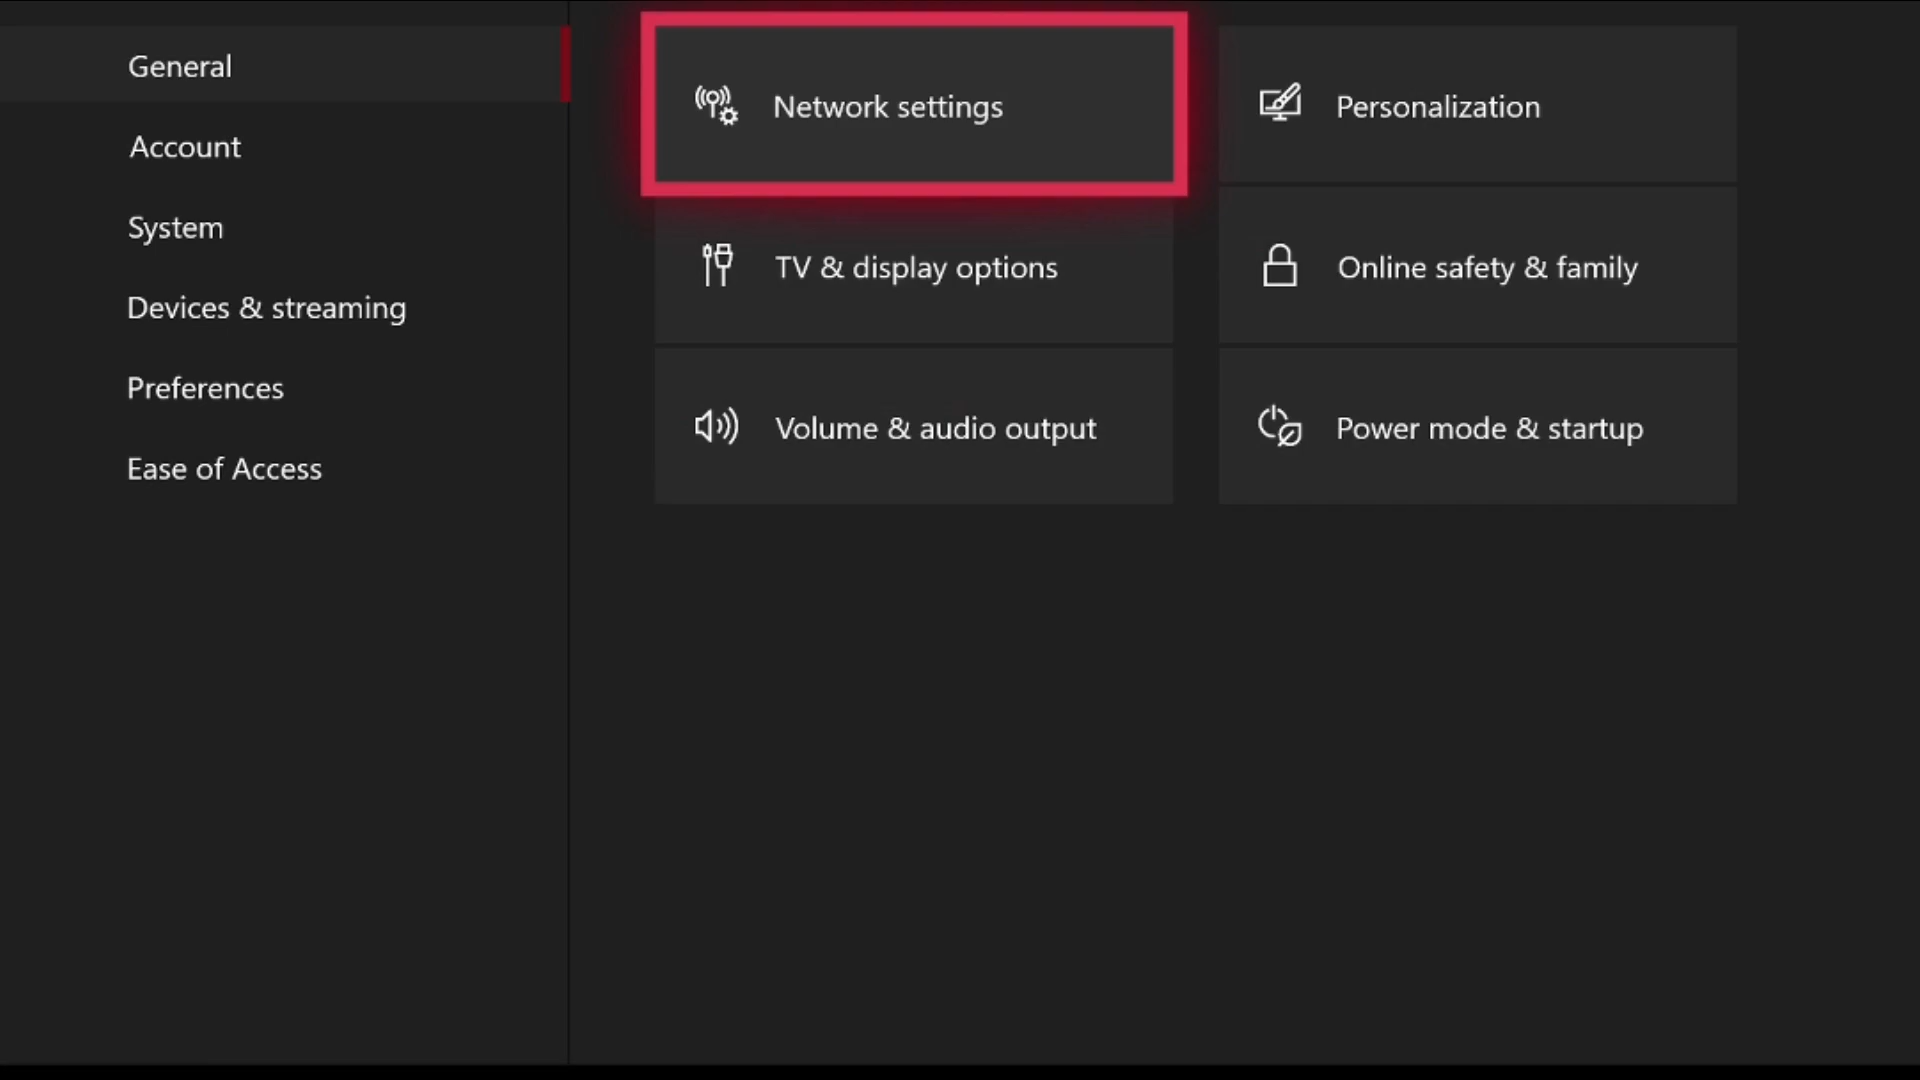 General
Account
System
Devices & streaming
Preferences
Ease of Access
Network settings
Personalization
TV & display options
Online safety & family
Volume & audio output
Power mode & startup